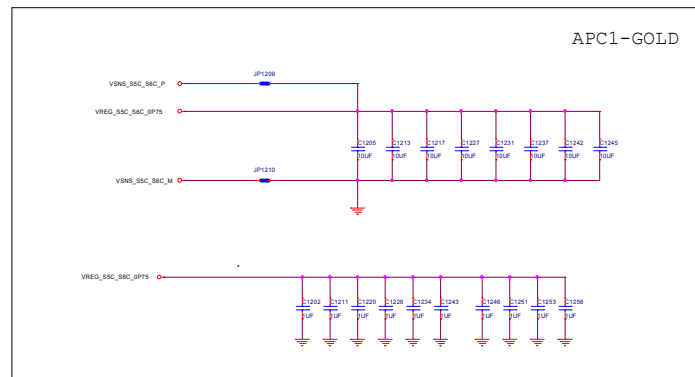 APC1-GOLD
JP1209
VSNS_S5C_S6C_P
VREG_S5C_S6C_0P75
C1205 C1213 C1217 C1227 C1231 C1237 C1242 C1245
10UF 10UF 10UF 10UF 10UF 10UF 10UF 10UF
JP1210
VSNS_S5C_S6C_M
VREG_S5C_S6C_0P75
C1202 C1211 C1220 C1226 C1234 C1243 C1246 C1251 C1253 C1256
1UF 1UF 1UF 1UF 1UF 1UF 1UF 1UF 1UF 1UF